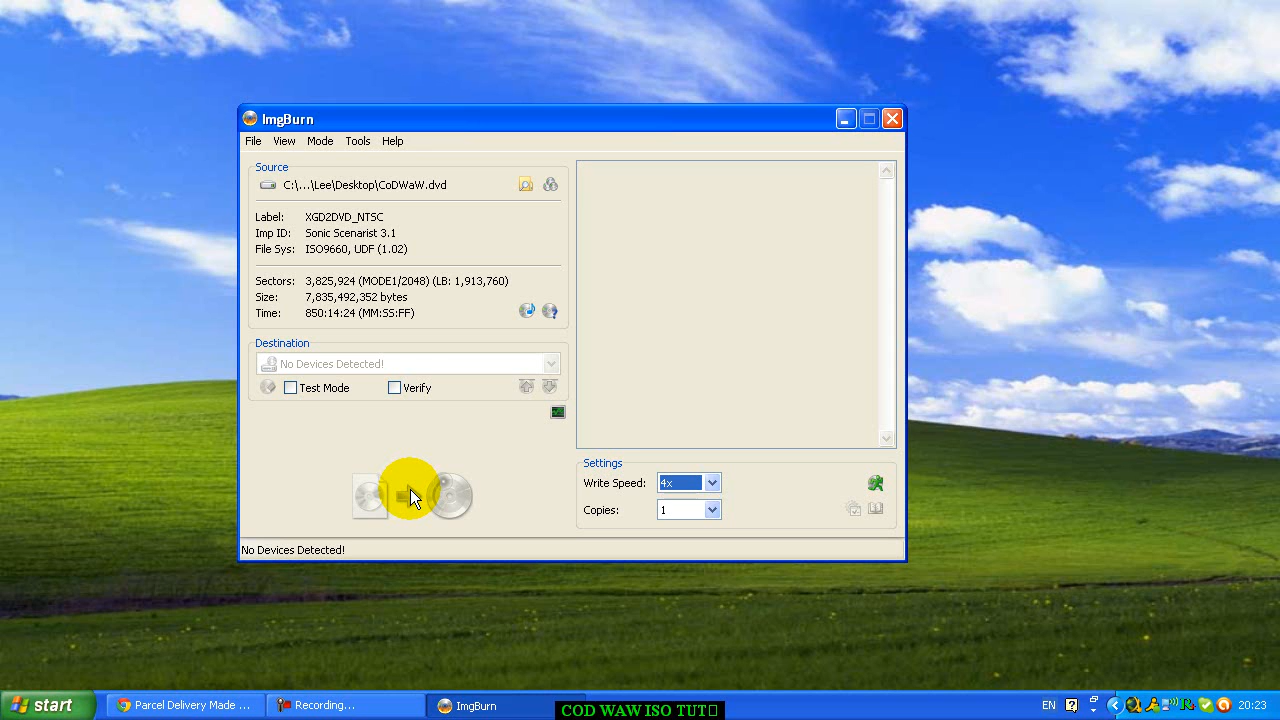 ImgBurn
File View Mode Tools Help
Source
C:\...\Lee\Desktop\CoDWaW.dvd
Label: XGD2DVD_NTSC
Imp ID: Sonic Scenarist 3.1
File Sys: ISO9660, UDF (1.02)
Sectors: 3,825,924 (MODE1/2048) (LB: 1,913,760)
Size: 7,835,492,352 bytes
Time: 850:14:24 (MM:SS:FF)
Destination
No Devices Detected!
Test Mode Verify
Settings
Write Speed: 4x
Copies: 1
No Devices Detected!
start Parcel Delivery Made ... Recording... ImgBurn EN 20:23
COD WAW ISO TUT